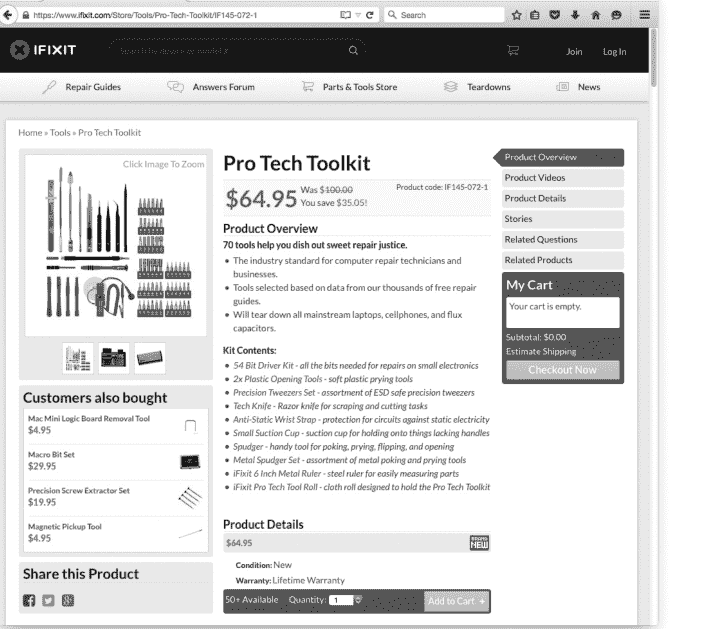 https://www.ifixit.com/Store/Tools/Pro-Tech-Toolkit/IF145-072-1
Search
IFIXIT
Search by device or model #
Join
Log In
Repair Guides
Answers Forum
Parts & Tools Store
Teardowns
News
Home » Tools » Pro Tech Toolkit
Click Image To Zoom
Customers also bought
Mac Mini Logic Board Removal Tool
$4.95
Macro Bit Set
$29.95
Precision Screw Extractor Set
$19.95
Magnetic Pickup Tool
$4.95
Share this Product
Pro Tech Toolkit
$64.95
Was $100.00
You save $35.05!
Product code: IF145-072-1
Product Overview
70 tools help you dish out sweet repair justice.
• The industry standard for computer repair technicians and
businesses.
• Tools selected based on data from our thousands of free repair
guides.
• Will tear down all mainstream laptops, cellphones, and flux
capacitors.
Kit Contents:
• 54 Bit Driver Kit - all the bits needed for repairs on small electronics
• 2x Plastic Opening Tools - soft plastic prying tools
• Precision Tweezers Set - assortment of ESD safe precision tweezers
• Tech Knife - Razor knife for scraping and cutting tasks
• Anti-Static Wrist Strap - protection for circuits against static electricity
• Small Suction Cup - suction cup for holding onto things lacking handles
• Spudger - handy tool for poking, prying, flipping, and opening
• Metal Spudger Set - assortment of metal poking and prying tools
• iFixit 6 Inch Metal Ruler - steel ruler for easily measuring parts
• iFixit Pro Tech Tool Roll - cloth roll designed to hold the Pro Tech Toolkit
Product Details
$64.95
BRAND
NEW
Condition: New
Warranty: Lifetime Warranty
50+ Available
Quantity: 1
Add to Cart +
Product Overview
Product Videos
Product Details
Stories
Related Questions
Related Products
My Cart
Your cart is empty.
Subtotal: $0.00
Estimate Shipping
Checkout Now